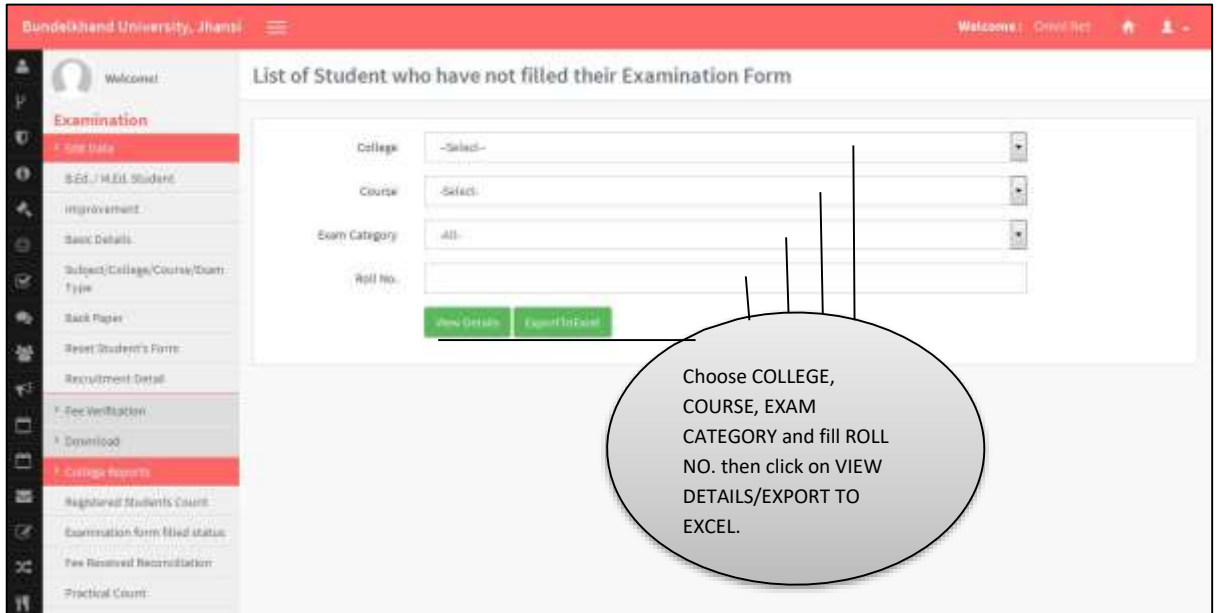 Bundelkhand University, Jhansi
Welcome : Omni Net
Welcome!
List of Student who have not filled their Examination Form
Examination
Edit Data
B.Ed. / M.Ed. Student
improvement
Basic Details
Subject/College/Course/Exam
Type
Back Paper
Reset Student's Form
Recruitment Detail
Fee Verification
Download
College Reports
Registered Students Count
Examination form filled status
Fee Received Reconciliation
Practical Count
College
--Select--
Course
-Select-
Exam Category
-All-
Roll No.
View Details
ExportToExcel
Choose COLLEGE,
COURSE, EXAM
CATEGORY and fill ROLL
NO. then click on VIEW
DETAILS/EXPORT TO
EXCEL.